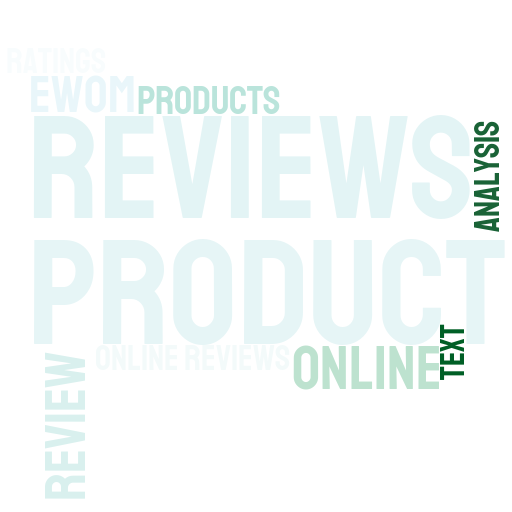 RATINGS
EWOM
PRODUCTS
REVIEWS
ANALYSIS
PRODUCT
TEXT
ONLINE REVIEWS
ONLINE
REVIEW